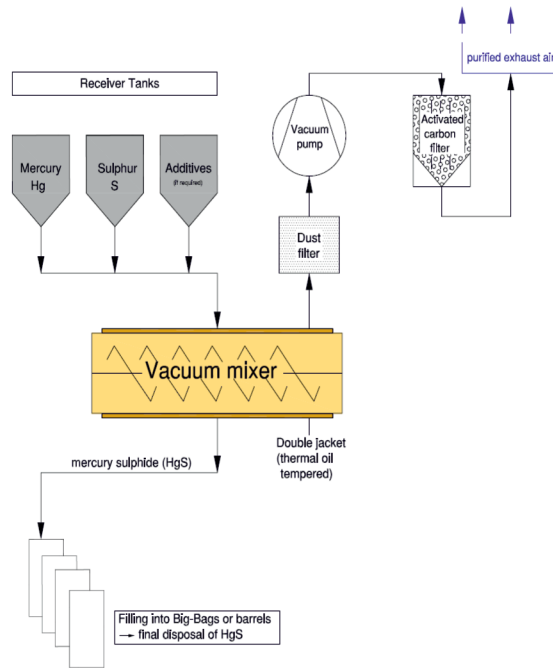 Receiver Tanks
Mercury
Hg
Sulphur
S
Additives
(if required)
Vacuum
pump
Activated
carbon
filter
purified exhaust air
Dust
filter
Vacuum mixer
mercury sulphide (HgS)
Double jacket
(thermal oil
tempered)
Filling into Big-Bags or barrels
→ final disposal of HgS